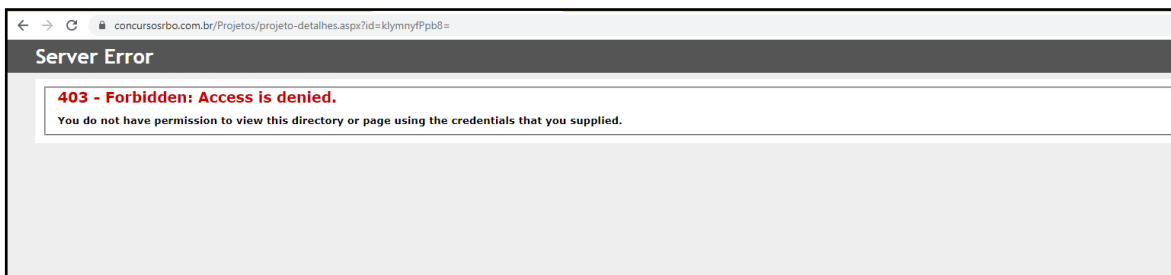 concursosrbo.com.br/Projetos/projeto-detalhes.aspx?id=klymnyfPpb8=
Server Error
403 - Forbidden: Access is denied.
You do not have permission to view this directory or page using the credentials that you supplied.